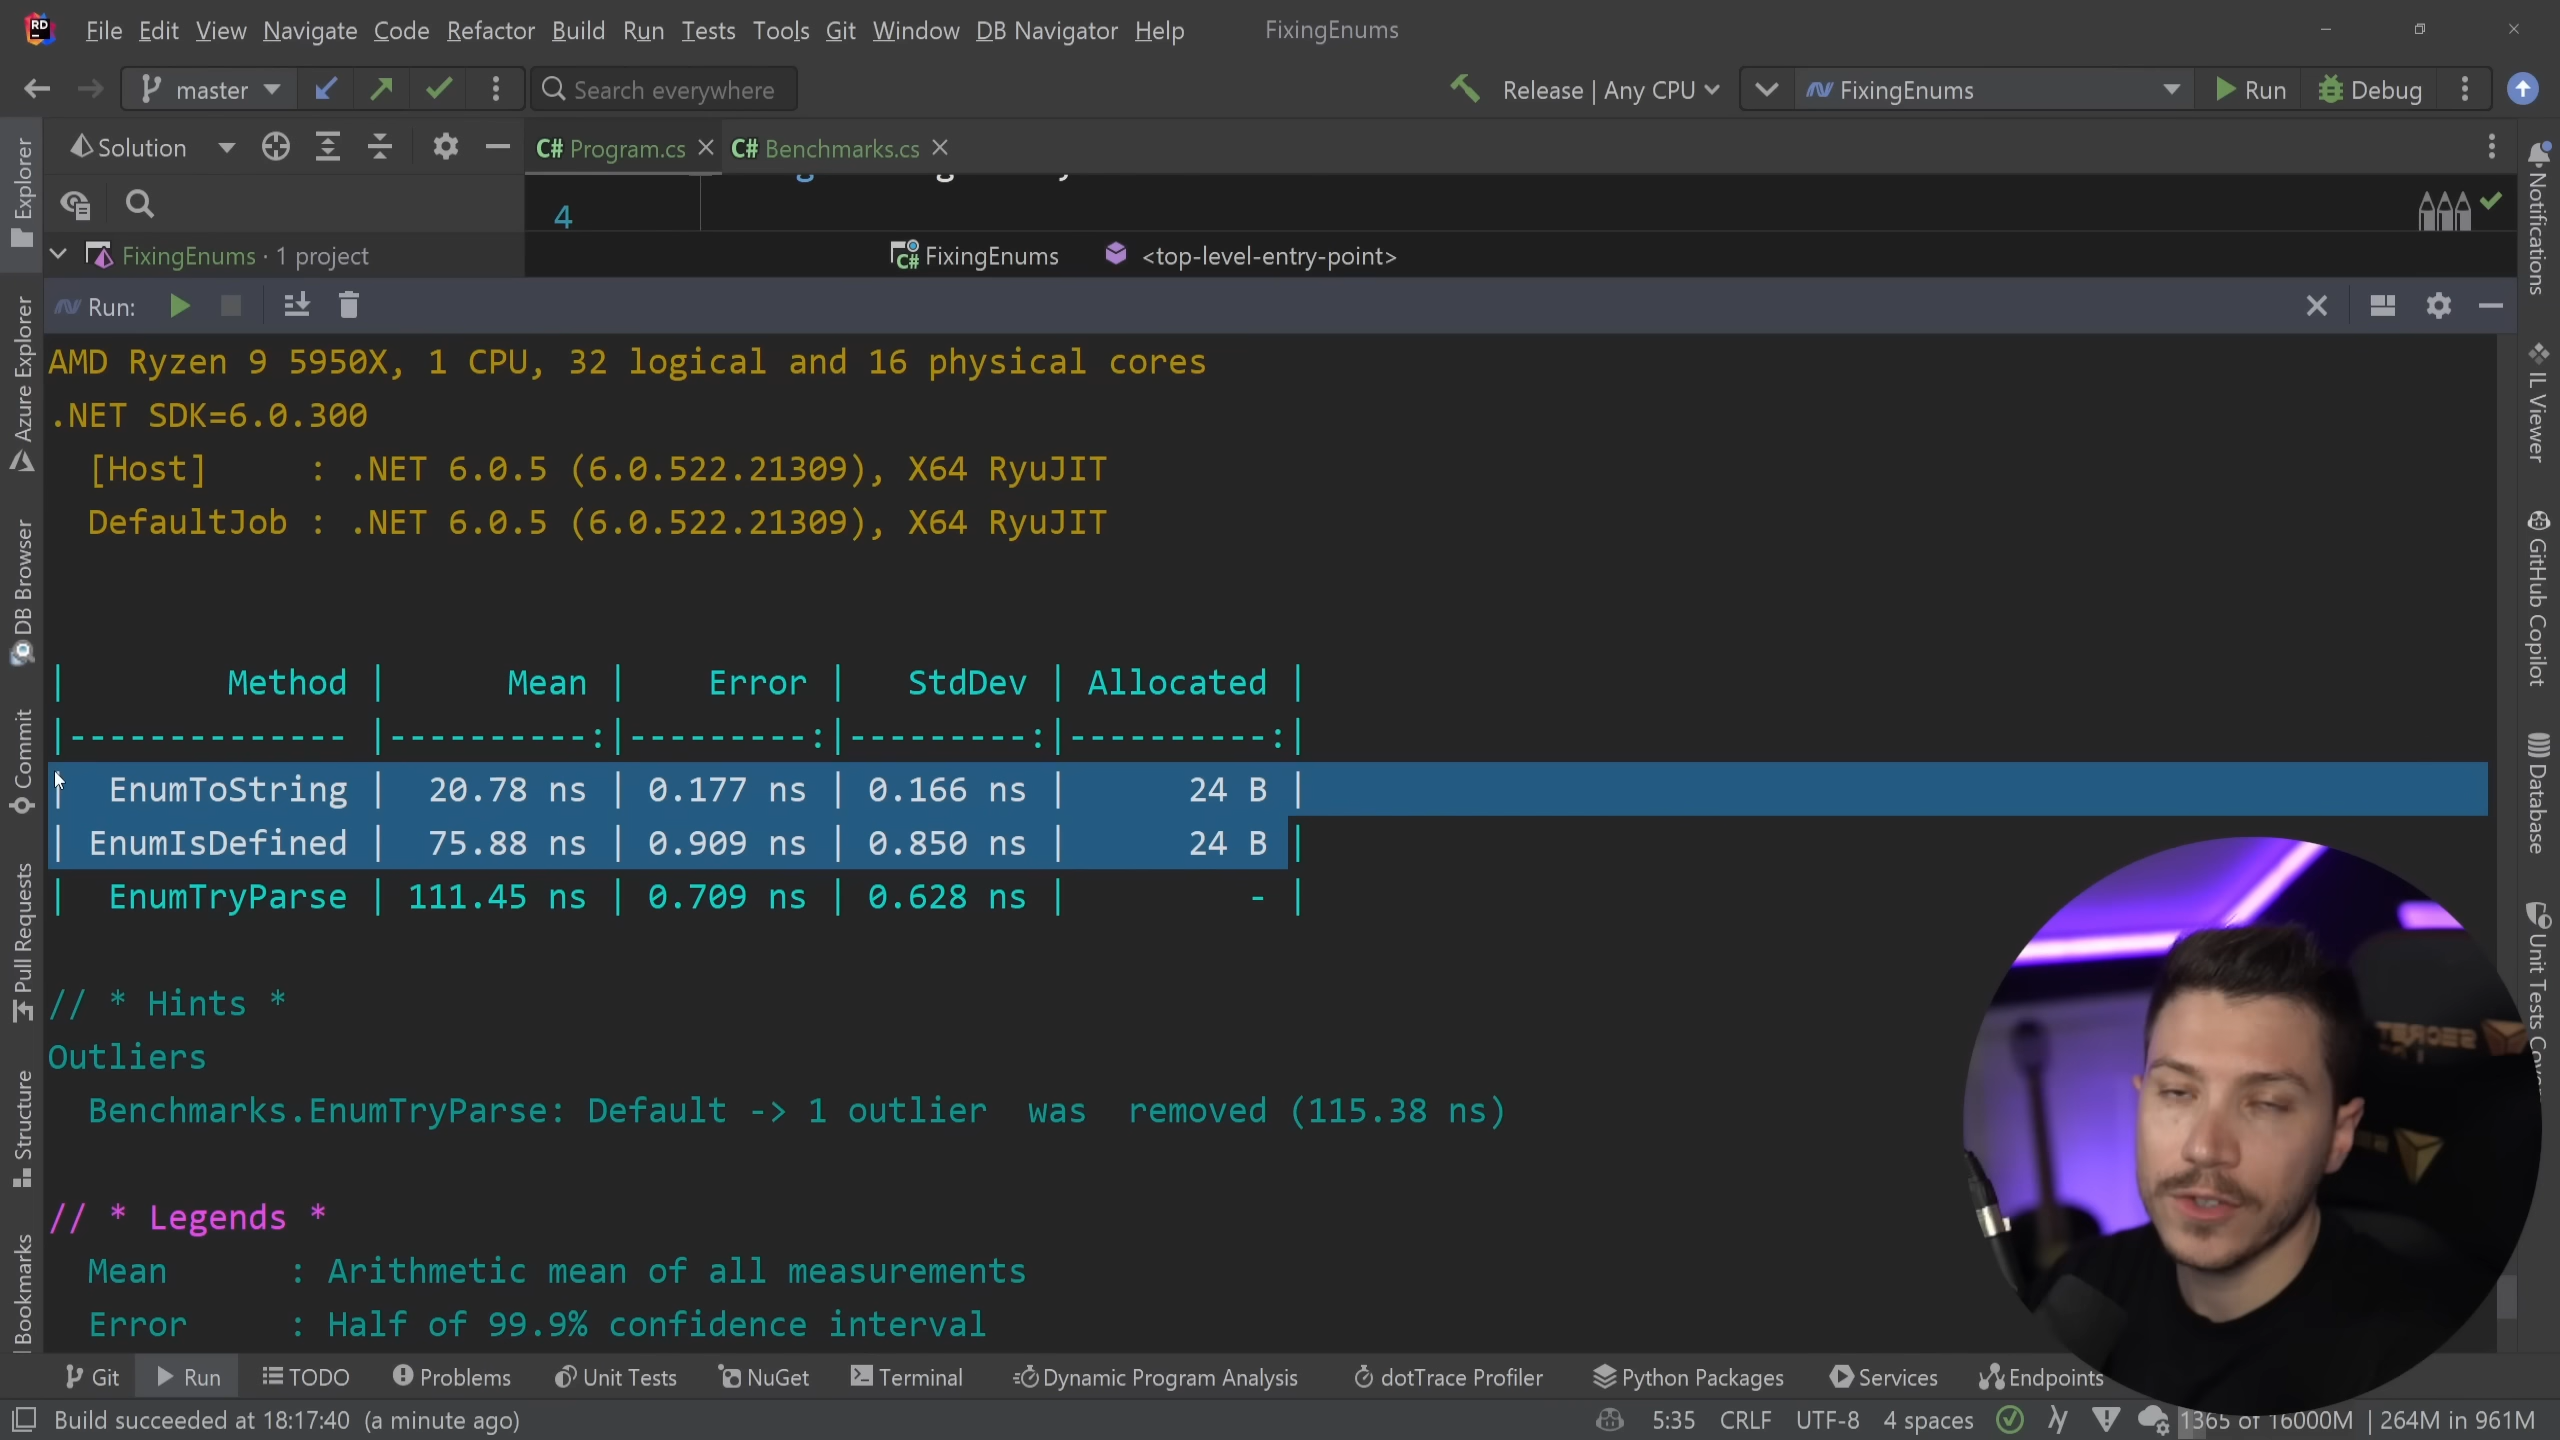 RD File Edit View Navigate Code Refactor Build Run Tests Tools Git Window DB Navigator Help FixingEnums
master Search everywhere Release | Any CPU FixingEnums Run Debug
Solution C# Program.cs C# Benchmarks.cs
4
FixingEnums · 1 project C# FixingEnums <top-level-entry-point>
Run:
AMD Ryzen 9 5950X, 1 CPU, 32 logical and 16 physical cores
.NET SDK=6.0.300
[Host]     : .NET 6.0.5 (6.0.522.21309), X64 RyuJIT
DefaultJob : .NET 6.0.5 (6.0.522.21309), X64 RyuJIT
|        Method |       Mean |    Error |   StdDev | Allocated |
|-------------- |----------:|---------:|---------:|----------:|
|  EnumToString |  20.78 ns | 0.177 ns | 0.166 ns |      24 B |
| EnumIsDefined |  75.88 ns | 0.909 ns | 0.850 ns |      24 B |
|  EnumTryParse | 111.45 ns | 0.709 ns | 0.628 ns |         - |
// * Hints *
Outliers
Benchmarks.EnumTryParse: Default -> 1 outlier  was  removed (115.38 ns)
// * Legends *
Mean      : Arithmetic mean of all measurements
Error     : Half of 99.9% confidence interval
Git Run TODO Problems Unit Tests NuGet Terminal Dynamic Program Analysis dotTrace Profiler Python Packages Services Endpoints
Build succeeded at 18:17:40 (a minute ago) 5:35 CRLF UTF-8 4 spaces 1365 of 16000M | 264M in 961M
Explorer
Azure Explorer
DB Browser
Commit
Pull Requests
Structure
Bookmarks
Notifications
IL Viewer
GitHub Copilot
Database
Unit Tests
SECRET